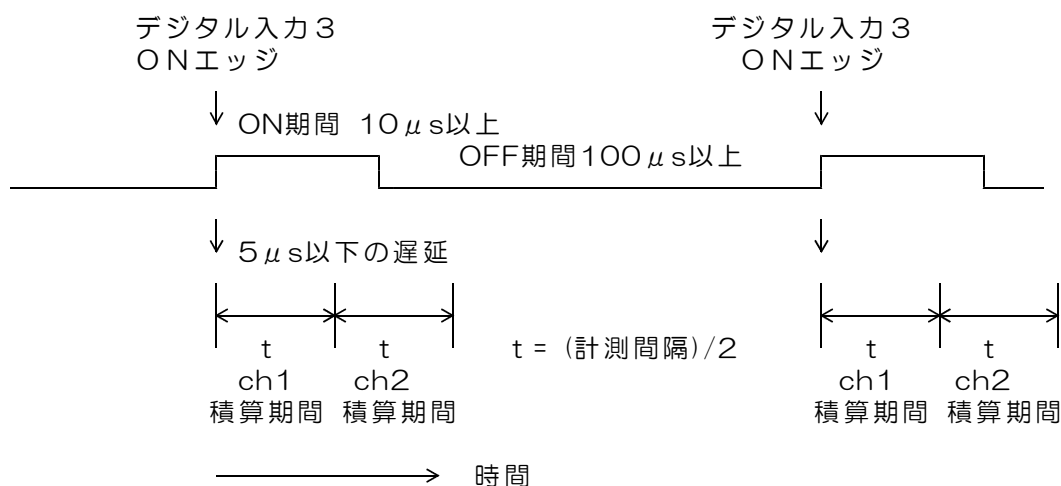 デジタル入力3 デジタル入力3
ONエッジ ONエッジ
ON期間 10μs以上
OFF期間100μs以上
5μs以下の遅延
t t t = (計測間隔)/2 t t
ch1 ch2 ch1 ch2
積算期間 積算期間 積算期間 積算期間
時間